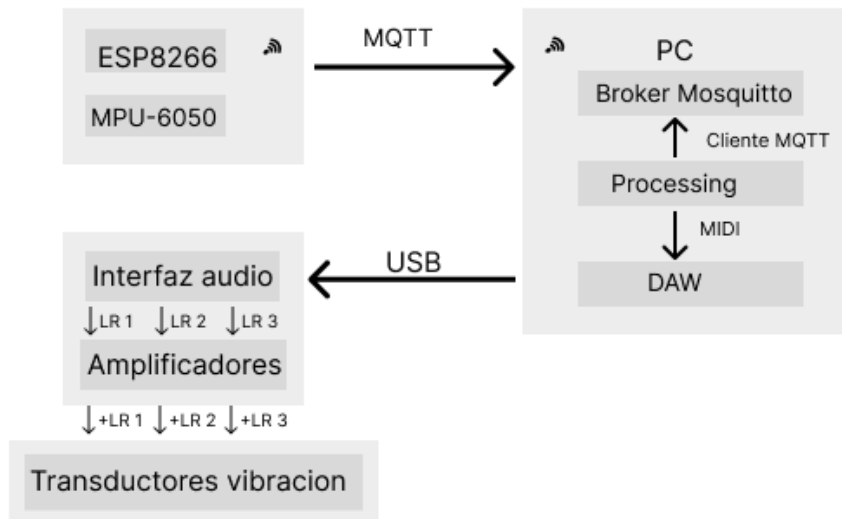 ESP8266
MPU-6050
MQTT
PC
Broker Mosquitto
Cliente MQTT
Processing
MIDI
DAW
USB
Interfaz audio
LR 1 LR 2 LR 3
Amplificadores
+LR 1 +LR 2 +LR 3
Transductores vibracion